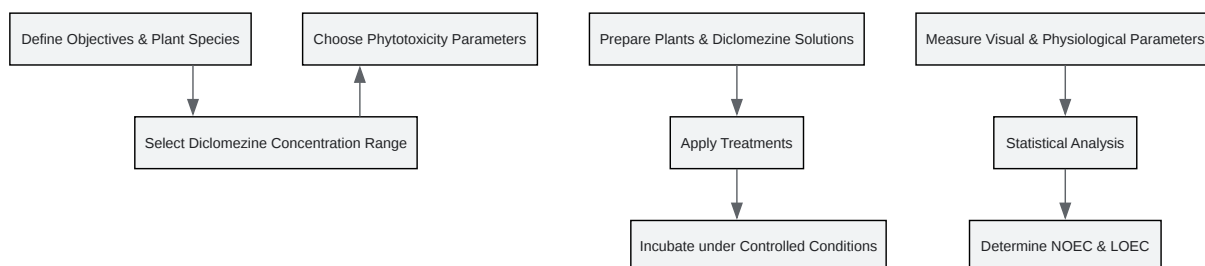 Define Objectives & Plant Species
Choose Phytotoxicity Parameters
Prepare Plants & Diclomezine Solutions
Measure Visual & Physiological Parameters
Select Diclomezine Concentration Range
Apply Treatments
Statistical Analysis
Incubate under Controlled Conditions
Determine NOEC & LOEC